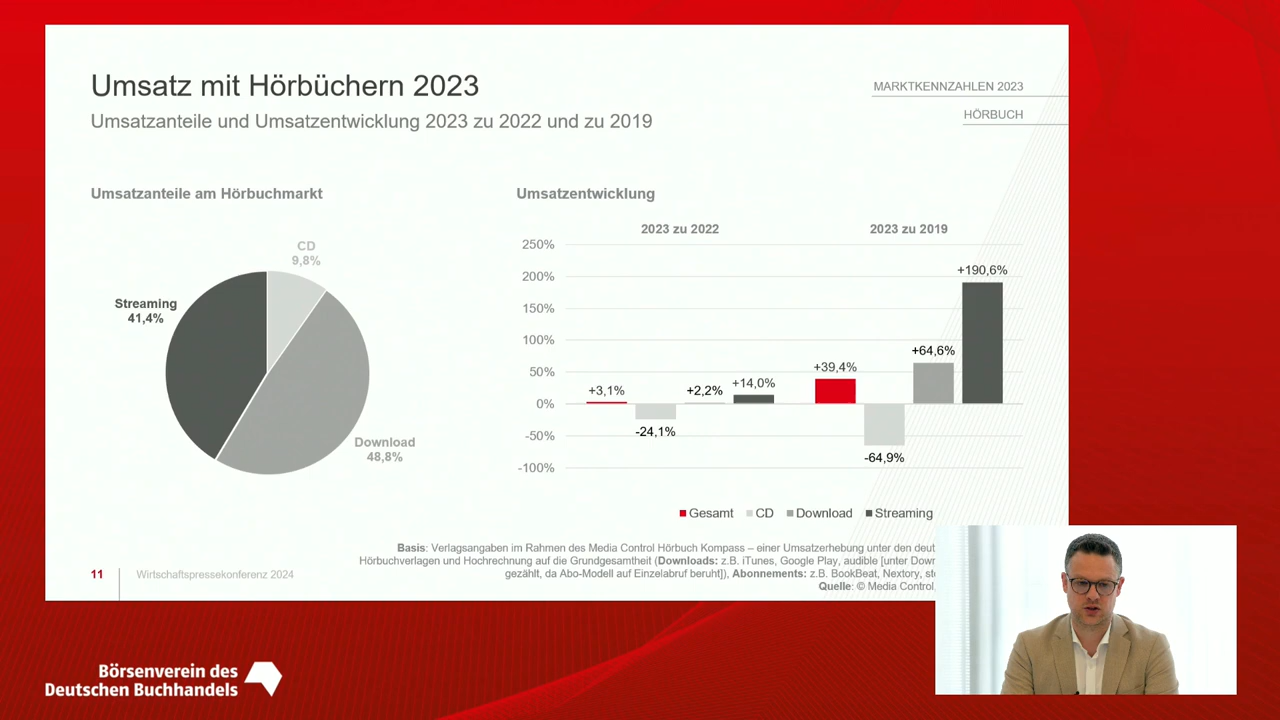 Umsatz mit Hörbüchern 2023
Umsatzanteile und Umsatzentwicklung 2023 zu 2022 und zu 2019
MARKTKENNZAHLEN 2023
HÖRBUCH
Umsatzanteile am Hörbuchmarkt
CD
9,8%
Streaming
41,4%
Download
48,8%
Umsatzentwicklung
2023 zu 2022
2023 zu 2019
250%
200%
150%
100%
50%
0%
-50%
-100%
+3,1%
-24,1%
+2,2%
+14,0%
+39,4%
-64,9%
+64,6%
+190,6%
Gesamt CD Download Streaming
Basis: Verlagsangaben im Rahmen des Media Control Hörbuch Kompass – einer Umsatzerhebung unter den
Hörbuchverlagen und Hochrechnung auf die Grundgesamtheit (Downloads: z.B. iTunes, Google Play, audible [unter
gezählt, da Abo-Modell auf Einzelabruf beruht]), Abonnements: z.B. BookBeat, Nextory,
Quelle: © Media Control,
11
Wirtschaftspressekonferenz 2024
Börsenverein des
Deutschen Buchhandels